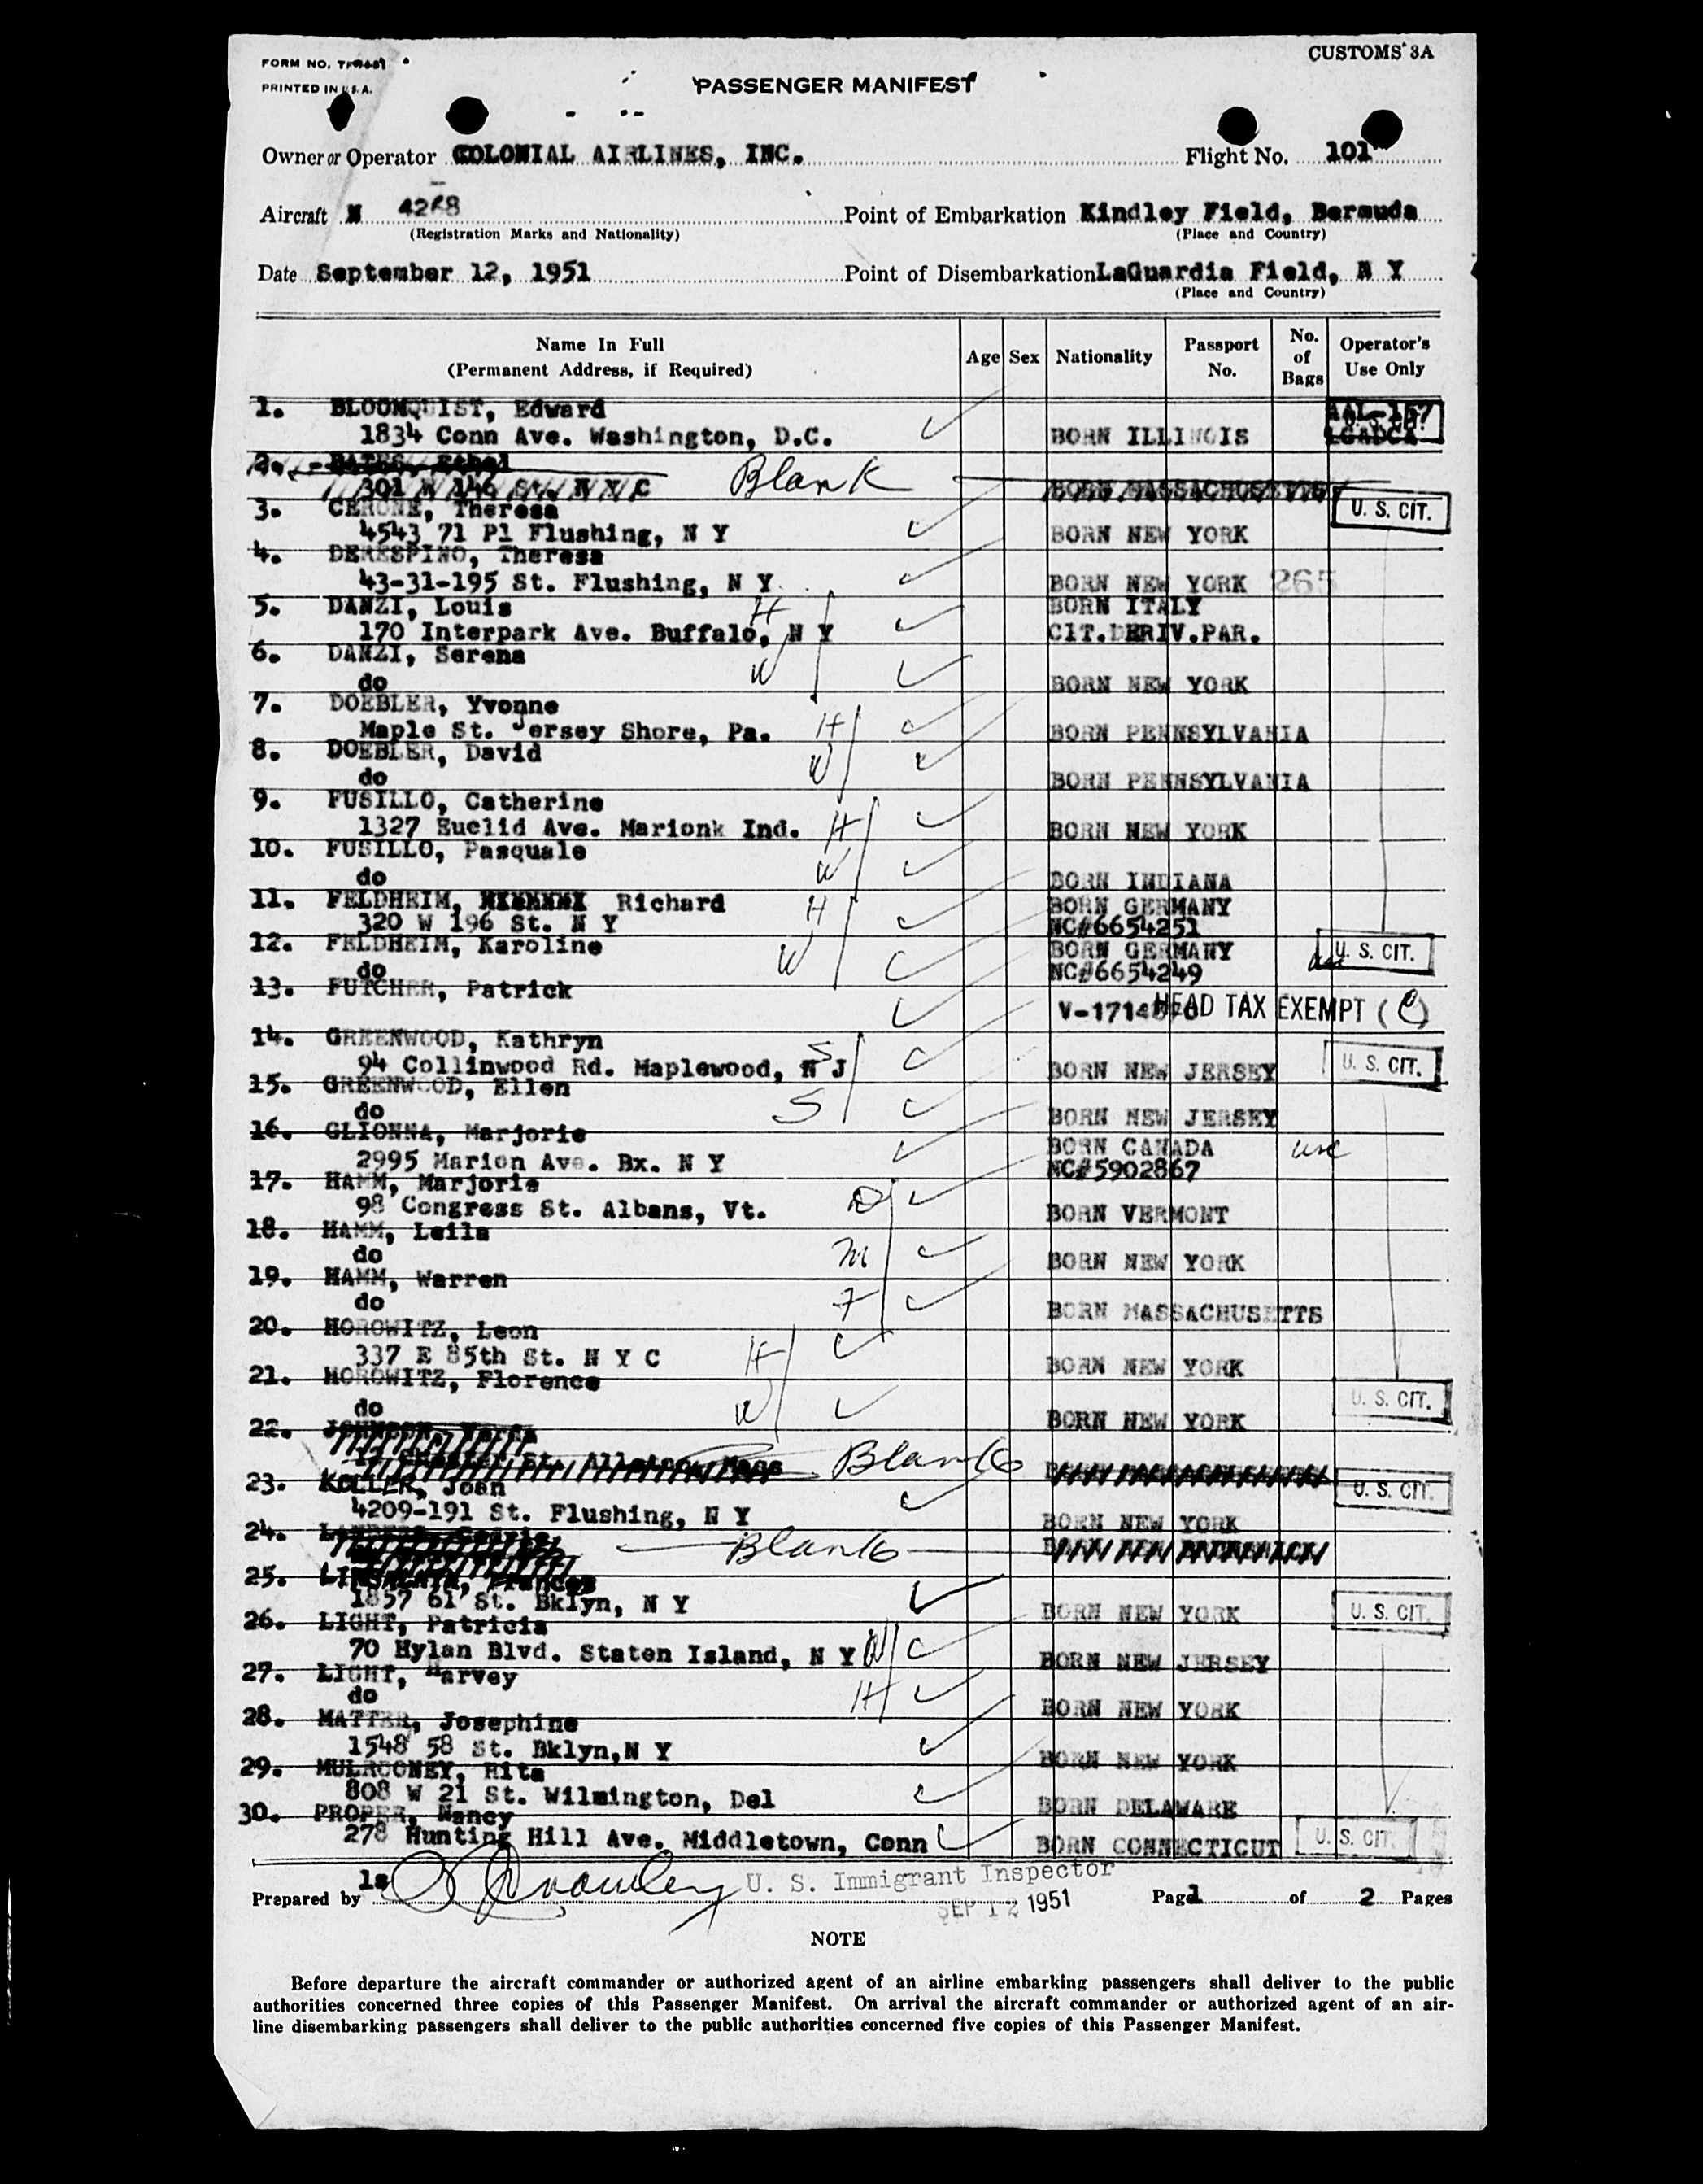 FORM NO.
CUSTOMS 3A
PRINTED IN U.S.A.
PASSENGER MANIFEST
Owner or Operator COLONIAL AIRLINES, INC. Flight No. 101
Aircraft N 4268 Point of Embarkation Kindley Field, Bermuda
(Registration Marks and Nationality) (Place and Country)
Date September 12, 1951 Point of Disembarkation LaGuardia Field, N Y
(Place and Country)
Name In Full (Permanent Address, if Required) Age Sex Nationality Passport No. No. of Bags Operator's Use Only
1. BLOOMQUIST, Edward
1834 Conn Ave. Washington, D.C. BORN ILLINOIS
2. BATES, Ethel
301 W 146 St. N Y C Blank BORN MASSACHUSETTS
3. CERONE, Theresa U. S. CIT.
4543 71 Pl Flushing, N Y BORN NEW YORK
4. DERESPINO, Theresa
43-31-195 St. Flushing, N Y BORN NEW YORK 265
5. DANZI, Louis H BORN ITALY
170 Interpark Ave. Buffalo, N Y CIT.DERIV.PAR.
6. DANZI, Serena W
do BORN NEW YORK
7. DOEBLER, Yvonne
Maple St. Jersey Shore, Pa. H BORN PENNSYLVANIA
8. DOEBLER, David W
do BORN PENNSYLVANIA
9. FUSILLO, Catherine
1327 Euclid Ave. Marionk Ind. H BORN NEW YORK
10. FUSILLO, Pasquale W
do BORN INDIANA
11. FELDHEIM, Richard H BORN GERMANY
320 W 196 St. N Y NC#6654251
12. FELDHEIM, Karoline W BORN GERMANY U. S. CIT.
do NC#6654249
13. FUTCHER, Patrick
HEAD TAX EXEMPT (C)
14. GREENWOOD, Kathryn S
94 Collinwood Rd. Maplewood, N J BORN NEW JERSEY U. S. CIT.
15. GREENWOOD, Ellen S
do BORN NEW JERSEY
16. GLIONNA, Marjorie BORN CANADA usc
2995 Marion Ave. Bx. N Y NC#5902867
17. HAMM, Marjorie
98 Congress St. Albans, Vt. D BORN VERMONT
18. HAMM, Leila
do M BORN NEW YORK
19. HAMM, Warren
do F BORN MASSACHUSETTS
20. HOROWITZ, Leon
337 E 85th St. N Y C H BORN NEW YORK
21. HOROWITZ, Florence U. S. CIT.
do W BORN NEW YORK
22.
Blank
23. KOLLER, Joan U. S. CIT.
4209-191 St. Flushing, N Y BORN NEW YORK
24.
Blank
25.
1857 61 St. Bklyn, N Y BORN NEW YORK U. S. CIT.
26. LIGHT, Patricia
70 Hylan Blvd. Staten Island, N Y W BORN NEW JERSEY
27. LIGHT, Harvey
do H BORN NEW YORK
28. MATTER, Josephine
1548 58 St. Bklyn,N Y BORN NEW YORK
29. MULROONEY, Rita
808 W 21 St. Wilmington, Del BORN DELAWARE
30. PROPER, Nancy
278 Hunting Hill Ave. Middletown, Conn BORN CONNECTICUT U. S. CIT.
ls U. S. Immigrant Inspector
Prepared by SEP 12 1951 Page 1 of 2 Pages
NOTE
Before departure the aircraft commander or authorized agent of an airline embarking passengers shall deliver to the public
authorities concerned three copies of this Passenger Manifest. On arrival the aircraft commander or authorized agent of an air-
line disembarking passengers shall deliver to the public authorities concerned five copies of this Passenger Manifest.